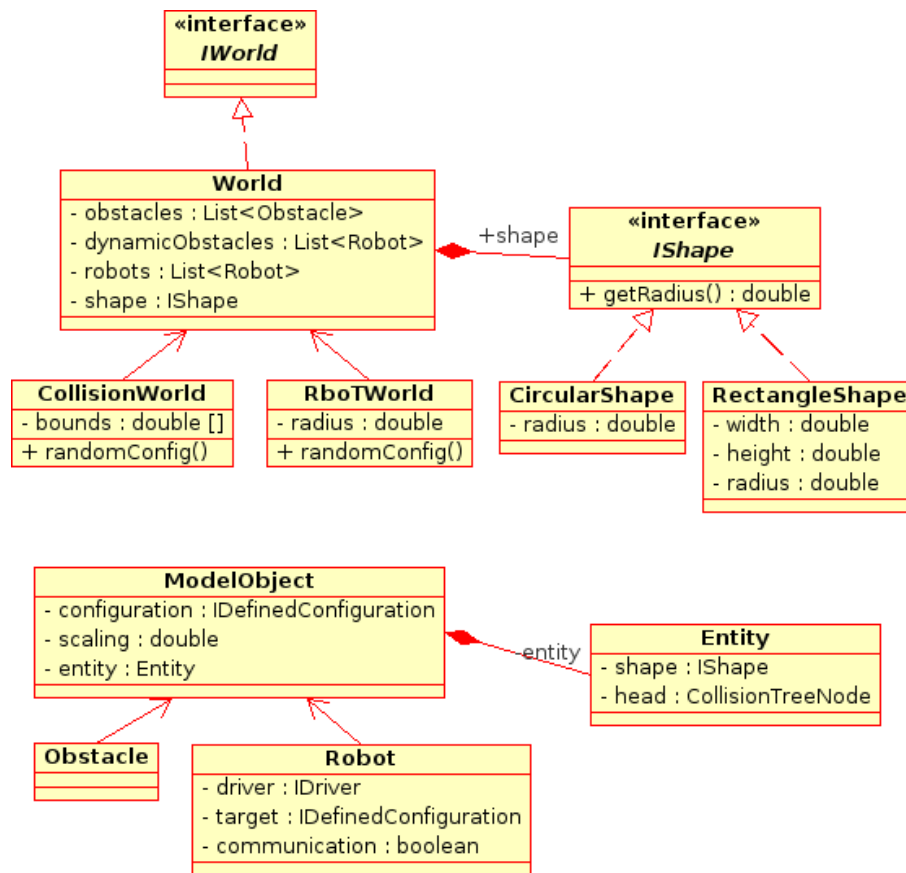 «interface»
IWorld
World
- obstacles : List<Obstacle>
- dynamicObstacles : List<Robot>
- robots : List<Robot>
- shape : IShape
+shape
«interface»
IShape
+ getRadius() : double
CollisionWorld
- bounds : double []
+ randomConfig()
RboTWorld
- radius : double
+ randomConfig()
CircularShape
- radius : double
RectangleShape
- width : double
- height : double
- radius : double
ModelObject
- configuration : IDefinedConfiguration
- scaling : double
- entity : Entity
-entity
Entity
- shape : IShape
- head : CollisionTreeNode
Obstacle
Robot
- driver : IDriver
- target : IDefinedConfiguration
- communication : boolean